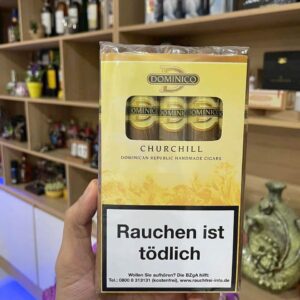 DOMINICO
CHURCHILL
DOMINICAN REPUBLIC HANDMADE CIGARS
Rauchen ist
tödlich
Wollen Sie aufhören? Die BZgA hilft:
Tel.: 0800 8 313131 (kostenfrei), www.rauchfrei-info.de